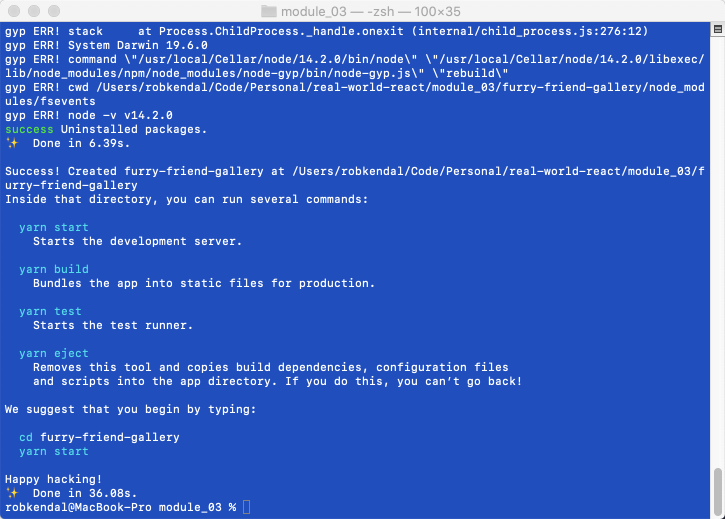 module_03 — -zsh — 100×35
gyp ERR! stack     at Process.ChildProcess._handle.onexit (internal/child_process.js:276:12)
gyp ERR! System Darwin 19.6.0
gyp ERR! command \"/usr/local/Cellar/node/14.2.0/bin/node\" \"/usr/local/Cellar/node/14.2.0/libexec/
lib/node_modules/npm/node_modules/node-gyp/bin/node-gyp.js\" \"rebuild\"
gyp ERR! cwd /Users/robkendal/Code/Personal/real-world-react/module_03/furry-friend-gallery/node_mod
ules/fsevents
gyp ERR! node -v v14.2.0
success Uninstalled packages.
✨  Done in 6.39s.

Success! Created furry-friend-gallery at /Users/robkendal/Code/Personal/real-world-react/module_03/f
urry-friend-gallery
Inside that directory, you can run several commands:

  yarn start
    Starts the development server.

  yarn build
    Bundles the app into static files for production.

  yarn test
    Starts the test runner.

  yarn eject
    Removes this tool and copies build dependencies, configuration files
    and scripts into the app directory. If you do this, you can’t go back!

We suggest that you begin by typing:

  cd furry-friend-gallery
  yarn start

Happy hacking!
✨  Done in 36.08s.
robkendal@MacBook-Pro module_03 %